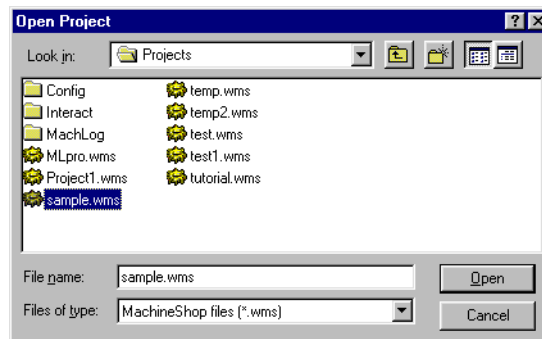 Open Project
Look in: Projects
Config
Interact
MachLog
MLpro.wms
Project1.wms
sample.wms
temp.wms
temp2.wms
test.wms
test1.wms
tutorial.wms
File name: sample.wms Open
Files of type: MachineShop files (*.wms) Cancel